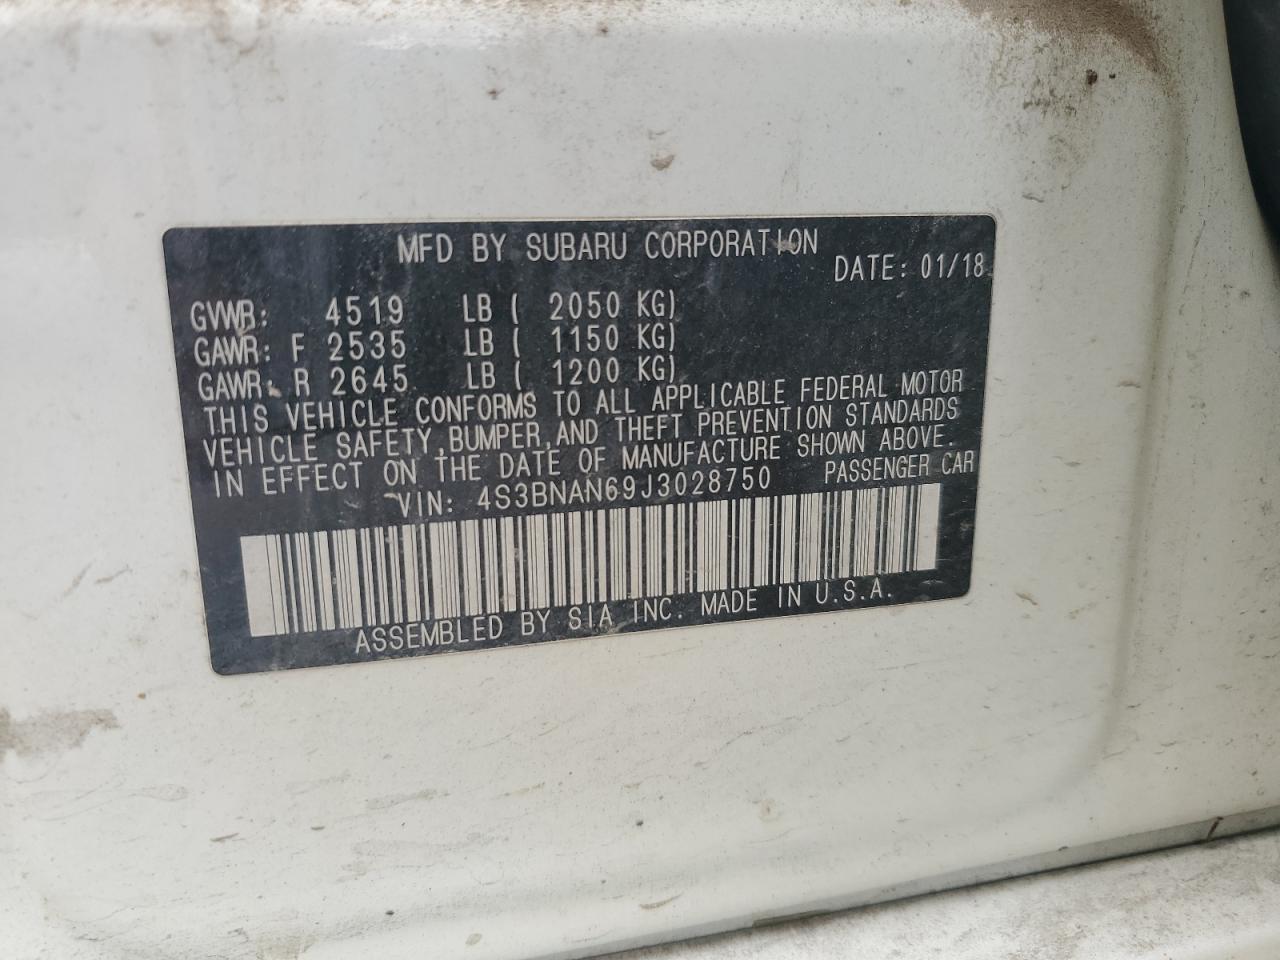 MFD BY SUBARU CORPORATION
DATE: 01/18
GVWR: 4519 LB ( 2050 KG)
GAWR: F 2535 LB ( 1150 KG)
GAWR: R 2645 LB ( 1200 KG)
THIS VEHICLE CONFORMS TO ALL APPLICABLE FEDERAL MOTOR
VEHICLE SAFETY,BUMPER,AND THEFT PREVENTION STANDARDS
IN EFFECT ON THE DATE OF MANUFACTURE SHOWN ABOVE.
VIN: 4S3BNAN69J3028750 PASSENGER CAR
ASSEMBLED BY SIA INC. MADE IN U.S.A.